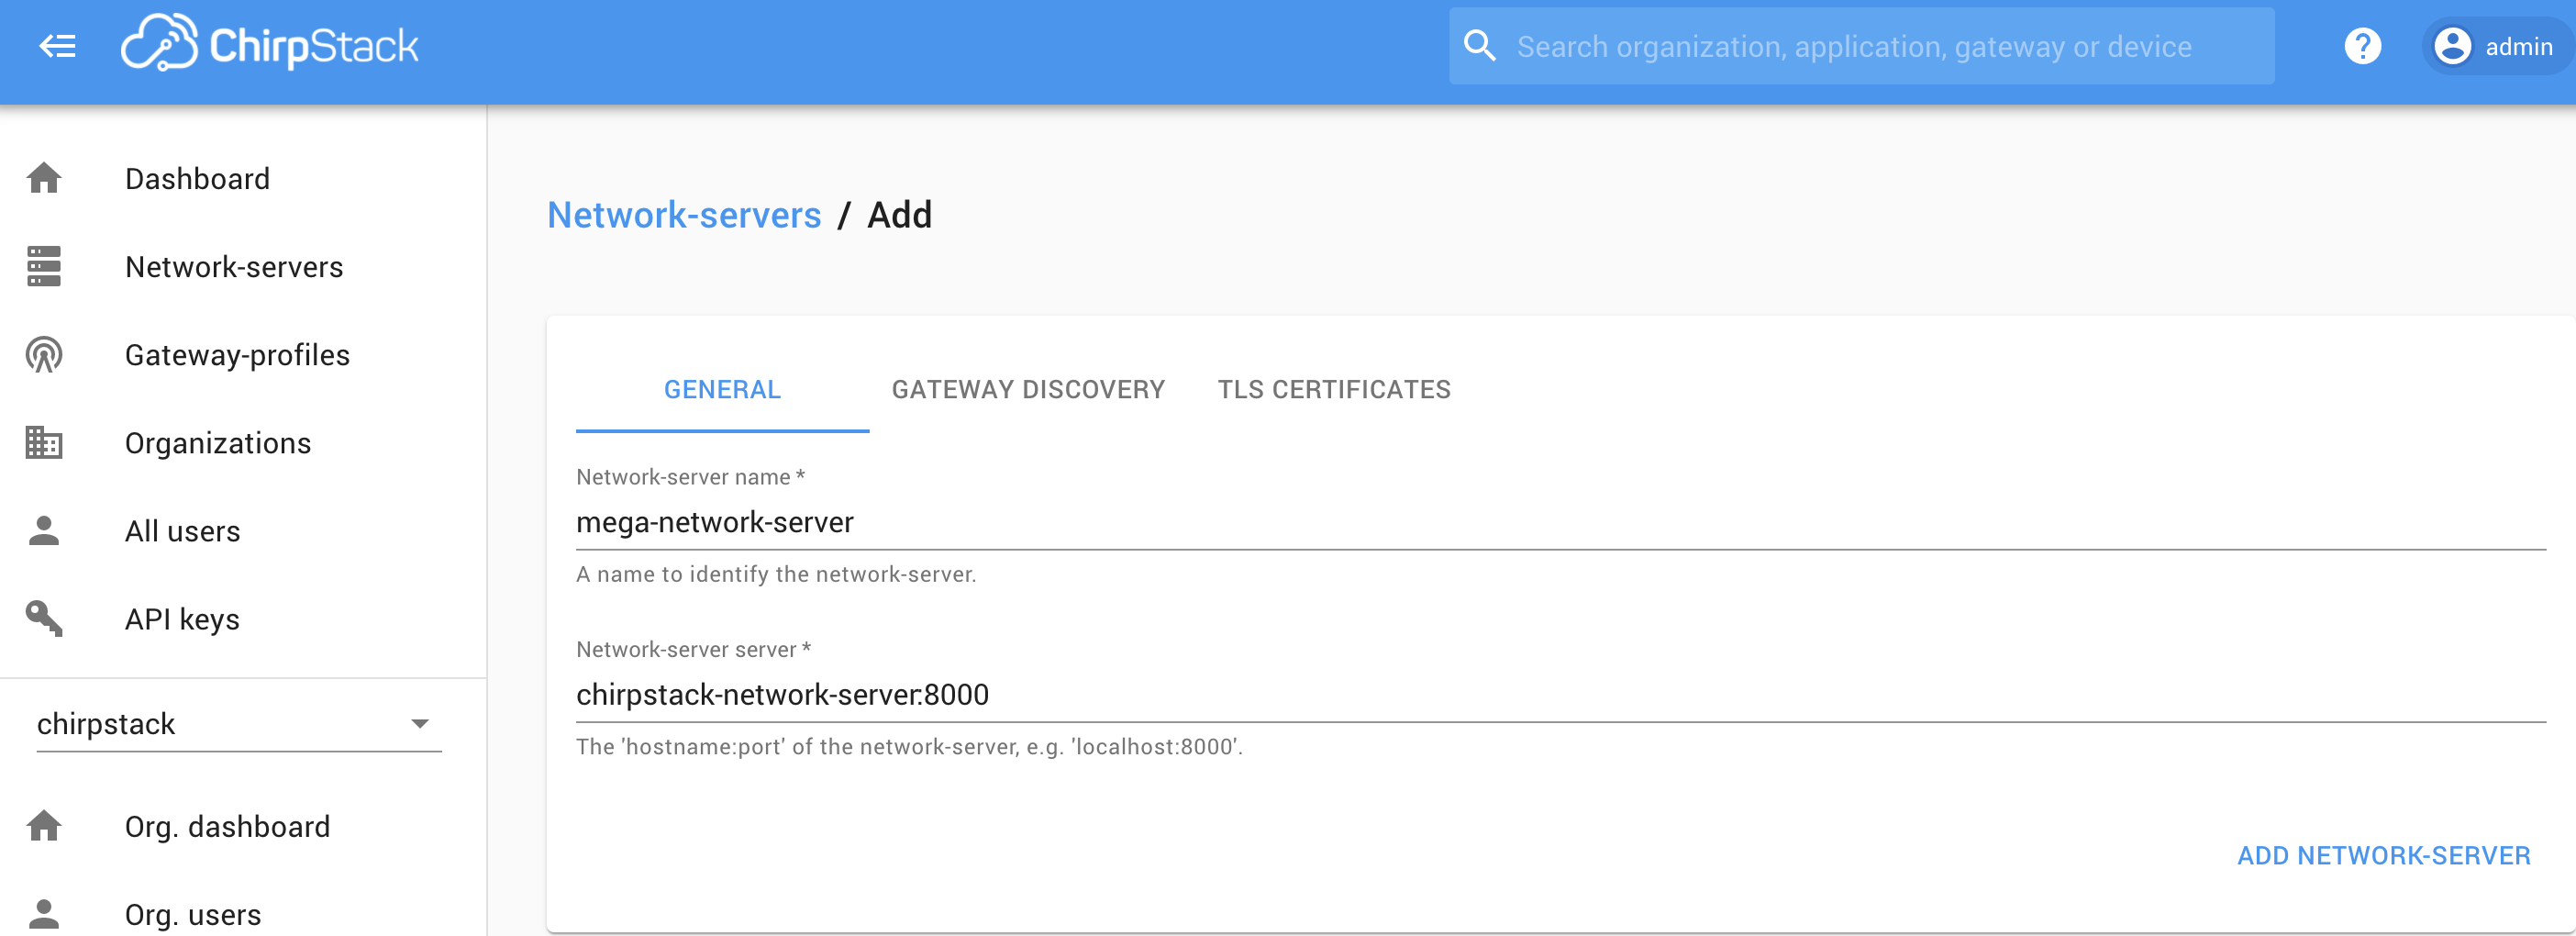 ChirpStack
Search organization, application, gateway or device
?
admin
Dashboard
Network-servers
Gateway-profiles
Organizations
All users
API keys
chirpstack
Org. dashboard
Org. users
Network-servers / Add
GENERAL
GATEWAY DISCOVERY
TLS CERTIFICATES
Network-server name *
mega-network-server
A name to identify the network-server.
Network-server server *
chirpstack-network-server:8000
The 'hostname:port' of the network-server, e.g. 'localhost:8000'.
ADD NETWORK-SERVER